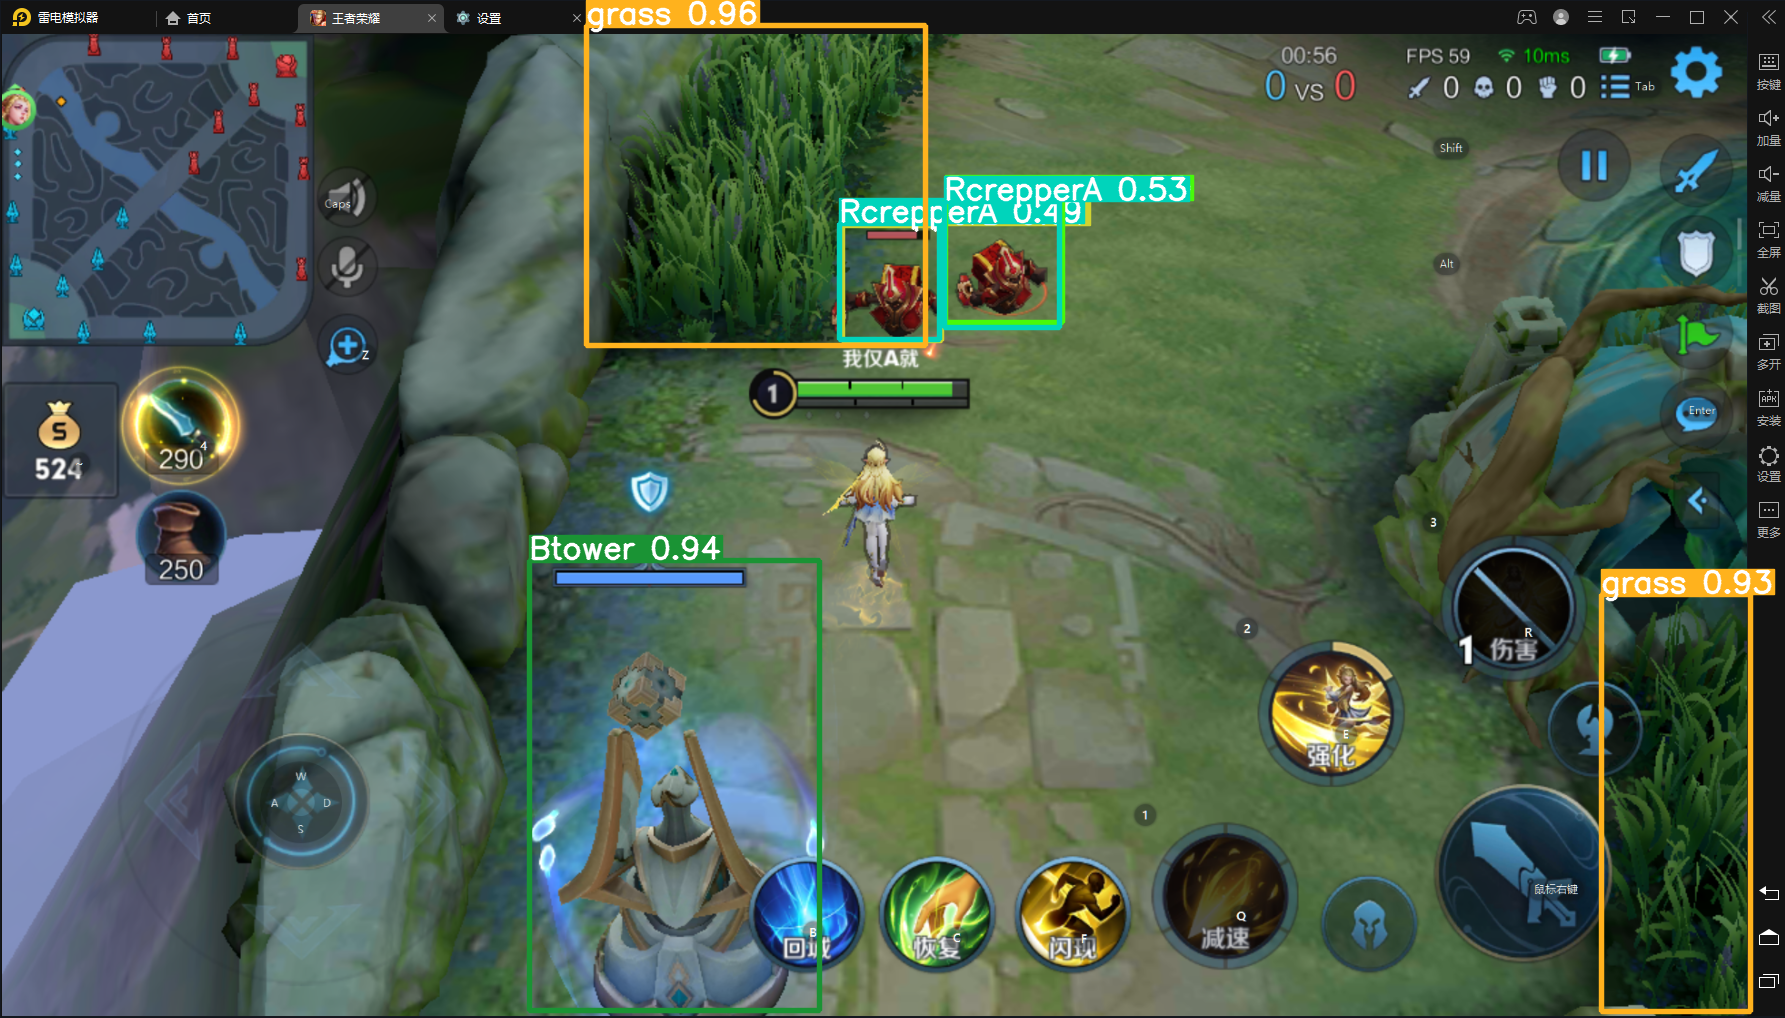 雷电模拟器
首页
王者荣耀
设置
grass 0.96
00:56
FPS 59
10ms
0 VS 0
0
0
0
Tab
按键
加量
减量
全屏
截图
多开
安装
设置
更多
Shift
Caps
RcrepperA 0.53
RcrepperA 0.49
Alt
Z
我仅A就
1
Enter
4
290
S
524
250
3
Btower 0.94
grass 0.93
2
R
1 伤害
E
强化
W
A
D
S
1
鼠标右键
B
回城
C
恢复
F
闪现
Q
减速
APK